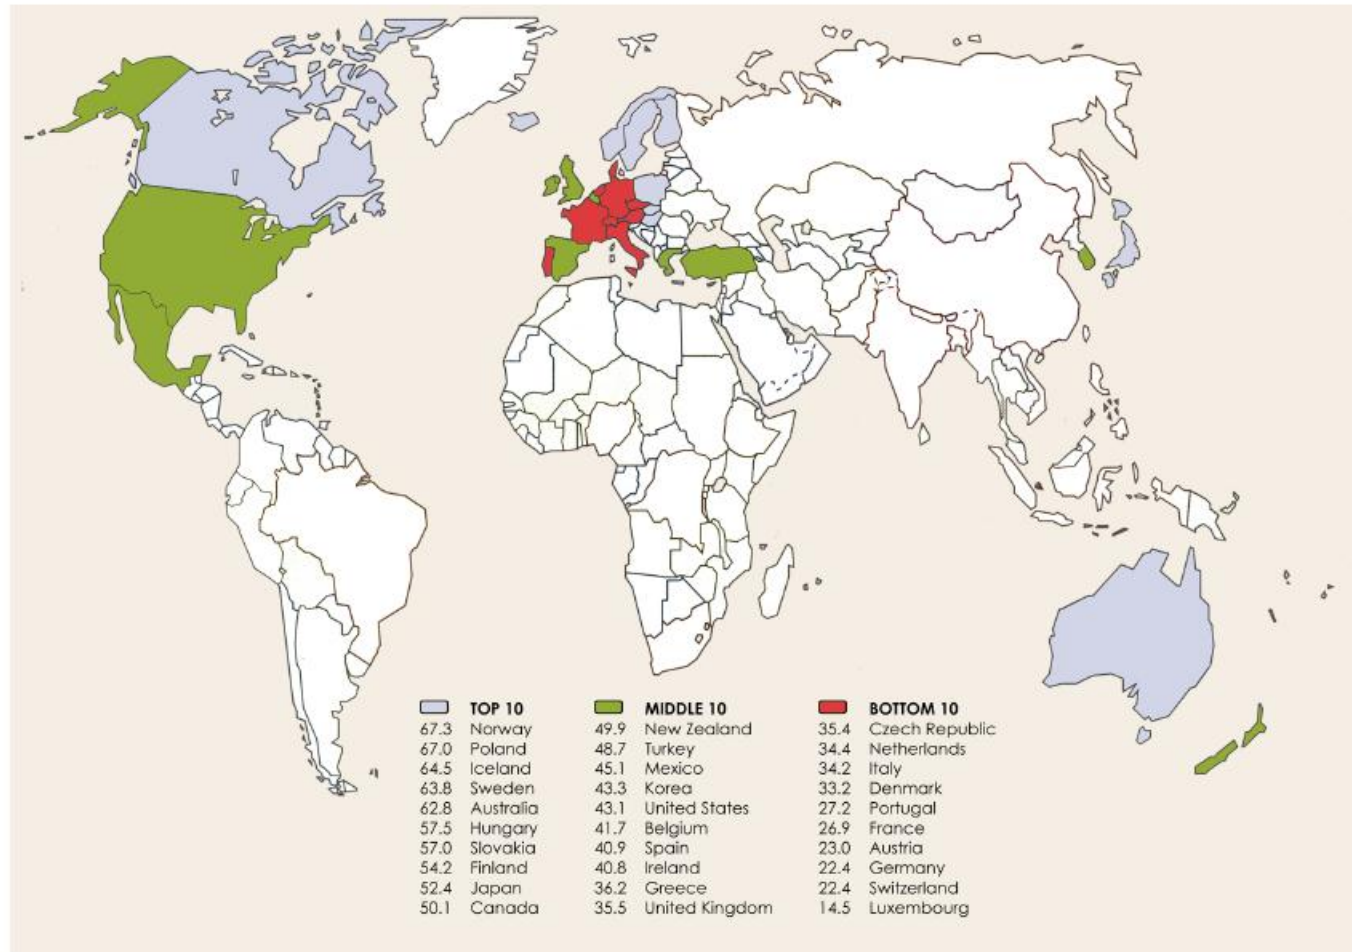 TOP 10
67.3 Norway
67.0 Poland
64.5 Iceland
63.8 Sweden
62.8 Australia
57.5 Hungary
57.0 Slovakia
54.2 Finland
52.4 Japan
50.1 Canada
MIDDLE 10
49.9 New Zealand
48.7 Turkey
45.1 Mexico
43.3 Korea
43.1 United States
41.7 Belgium
40.9 Spain
40.8 Ireland
36.2 Greece
35.5 United Kingdom
BOTTOM 10
35.4 Czech Republic
34.4 Netherlands
34.2 Italy
33.2 Denmark
27.2 Portugal
26.9 France
23.0 Austria
22.4 Germany
22.4 Switzerland
14.5 Luxembourg